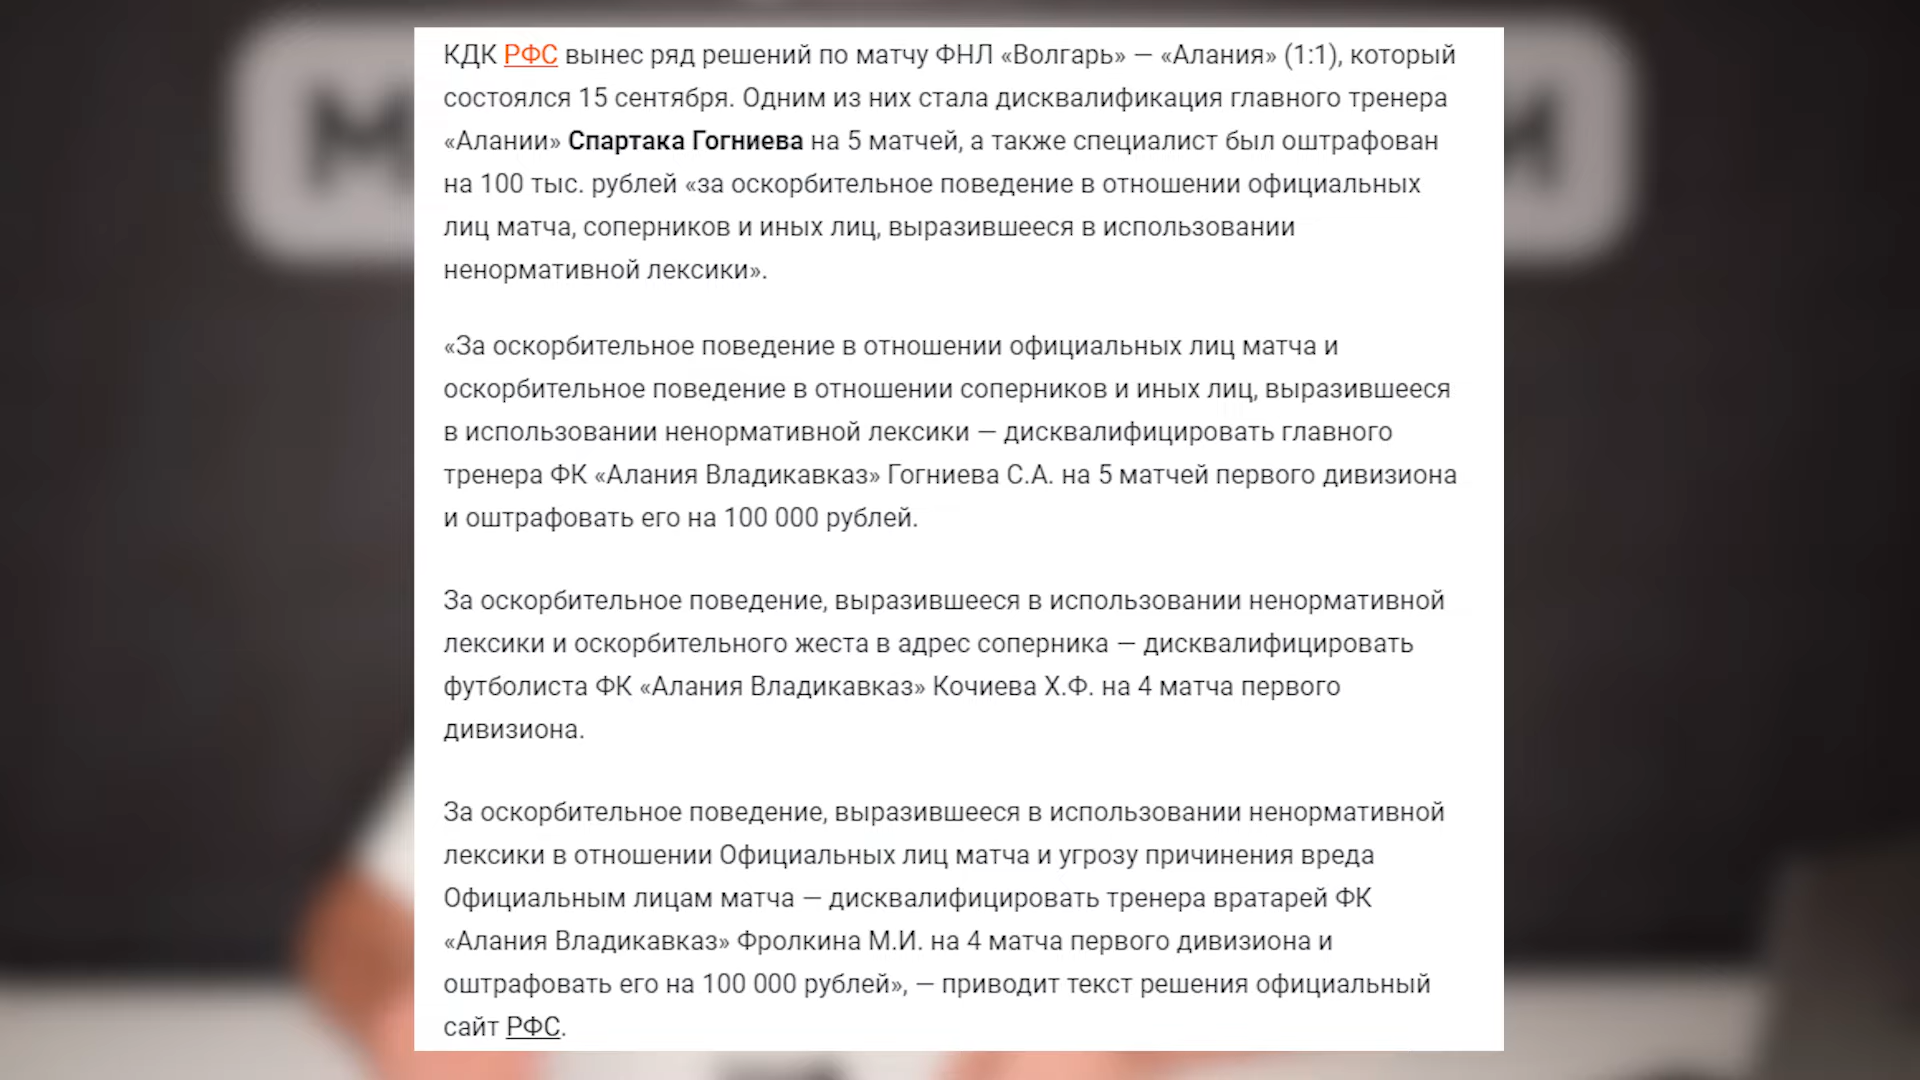 КДК РФС вынес ряд решений по матчу ФНЛ «Волгарь» — «Алания» (1:1), который
состоялся 15 сентября. Одним из них стала дисквалификация главного тренера
«Алании» Спартака Гогниева на 5 матчей, а также специалист был оштрафован
на 100 тыс. рублей «за оскорбительное поведение в отношении официальных
лиц матча, соперников и иных лиц, выразившееся в использовании
ненормативной лексики».
«За оскорбительное поведение в отношении официальных лиц матча и
оскорбительное поведение в отношении соперников и иных лиц, выразившееся
в использовании ненормативной лексики — дисквалифицировать главного
тренера ФК «Алания Владикавказ» Гогниева С.А. на 5 матчей первого дивизиона
и оштрафовать его на 100 000 рублей.
За оскорбительное поведение, выразившееся в использовании ненормативной
лексики и оскорбительного жеста в адрес соперника — дисквалифицировать
футболиста ФК «Алания Владикавказ» Кочиева Х.Ф. на 4 матча первого
дивизиона.
За оскорбительное поведение, выразившееся в использовании ненормативной
лексики в отношении Официальных лиц матча и угрозу причинения вреда
Официальным лицам матча — дисквалифицировать тренера вратарей ФК
«Алания Владикавказ» Фролкина М.И. на 4 матча первого дивизиона и
оштрафовать его на 100 000 рублей», — приводит текст решения официальный
сайт РФС.